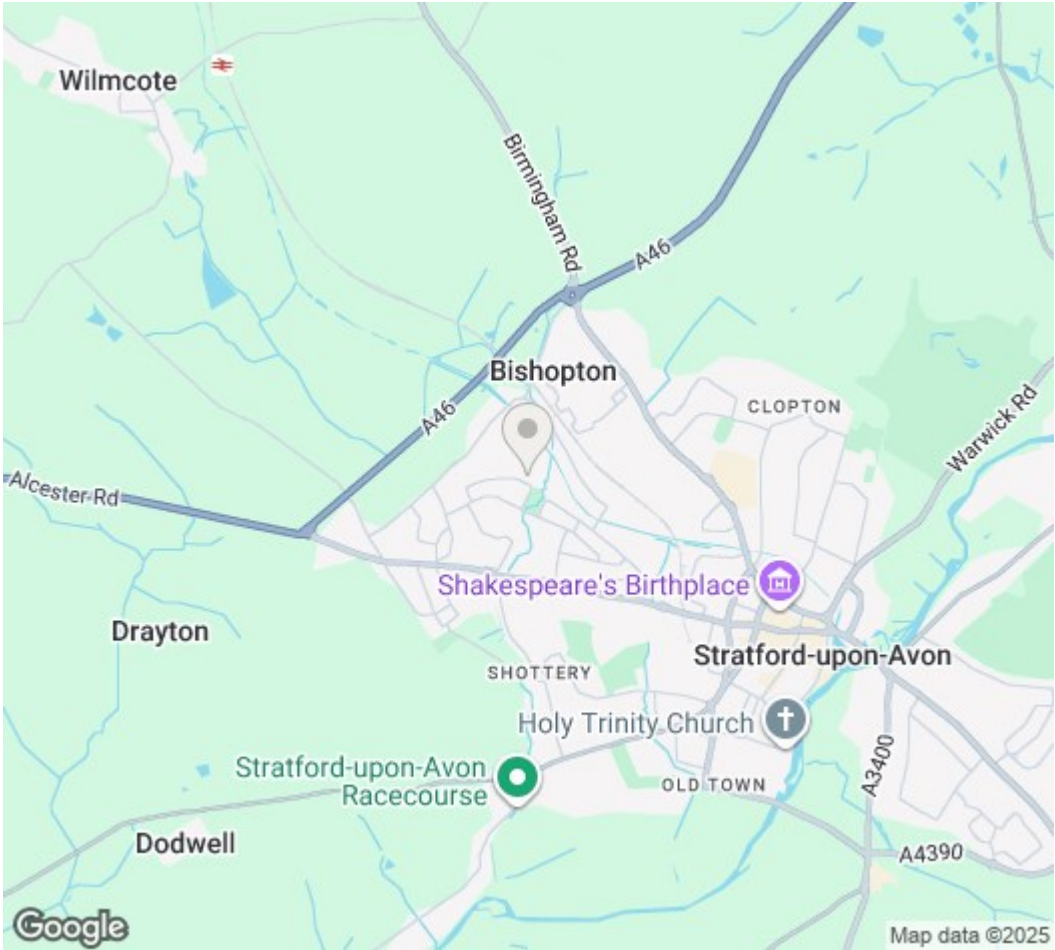 Wilmcote
Birmingham Rd
A46
Bishopton
A46
CLOPTON
Warwick Rd
Alcester Rd
Shakespeare's Birthplace
Drayton
Stratford-upon-Avon
SHOTTERY
Holy Trinity Church
Stratford-upon-Avon
Racecourse
OLD TOWN
A3400
Dodwell
A4390
Google
Map data ©2025